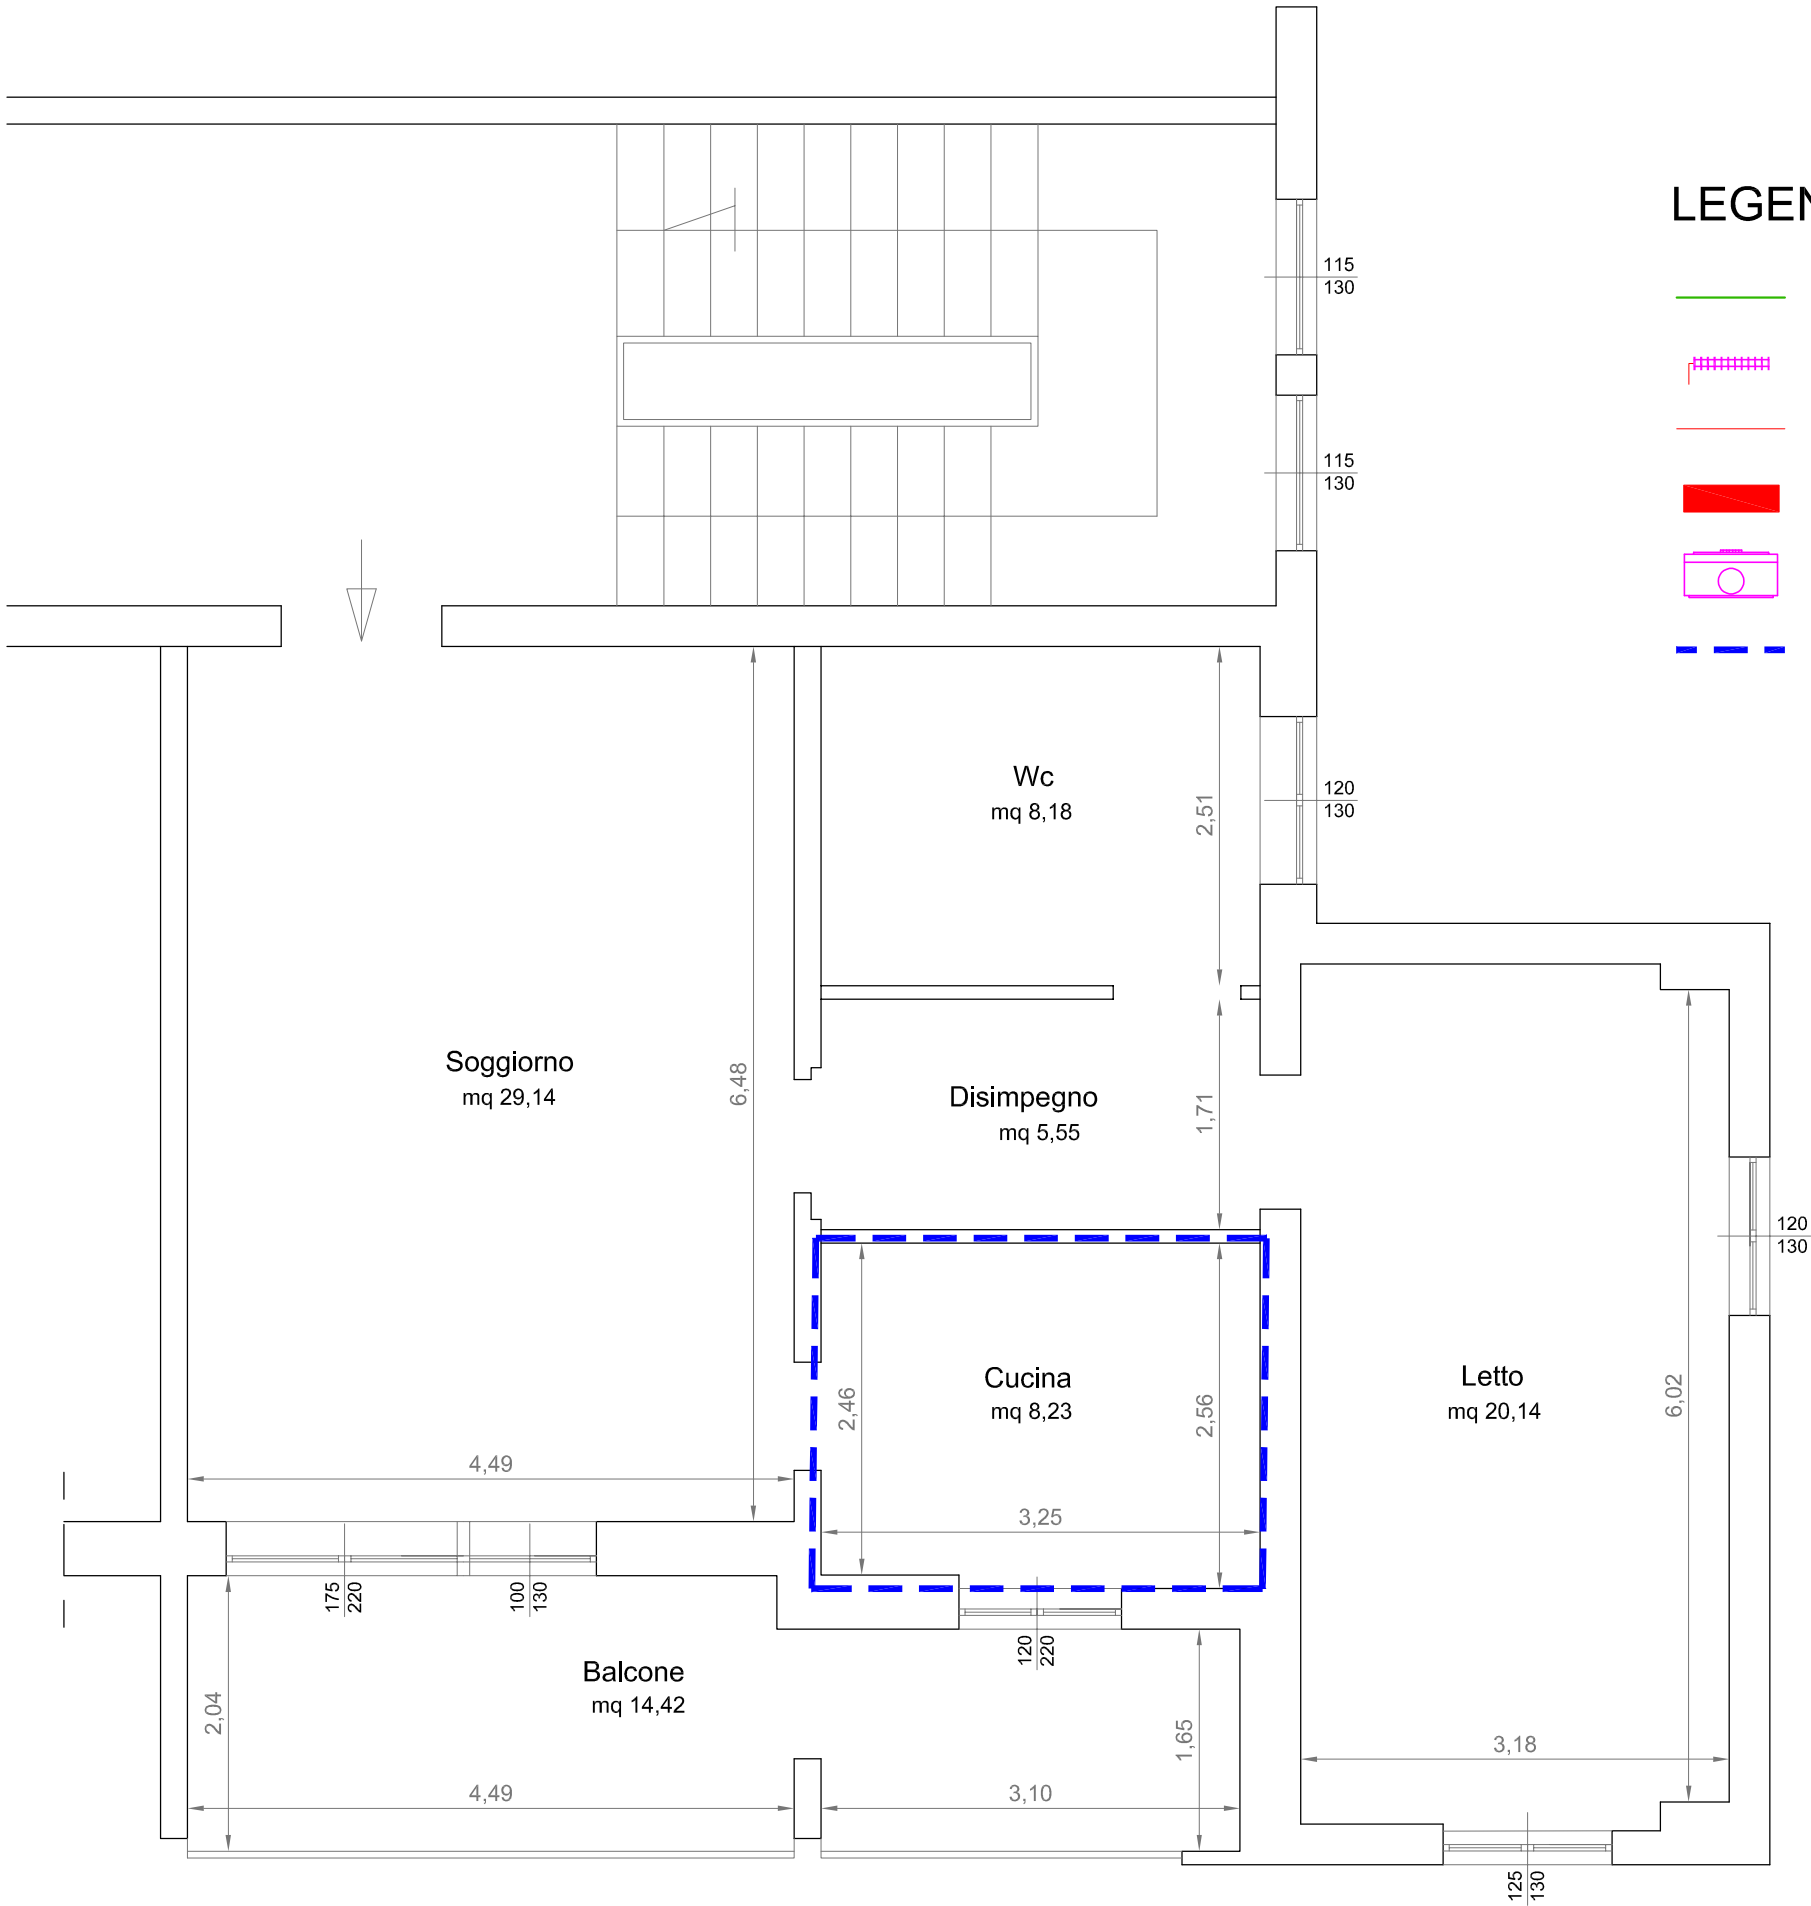 LEGEN
115
130
115
130
Wc
mq 8,18
2,51
120
130
Soggiorno
mq 29,14
6,48
Disimpegno
mq 5,55
1,71
120
130
Cucina
mq 8,23
2,46
2,56
3,25
Letto
mq 20,14
6,02
3,18
4,49
175
220
100
130
120
220
Balcone
mq 14,42
2,04
1,65
4,49
3,10
125
130